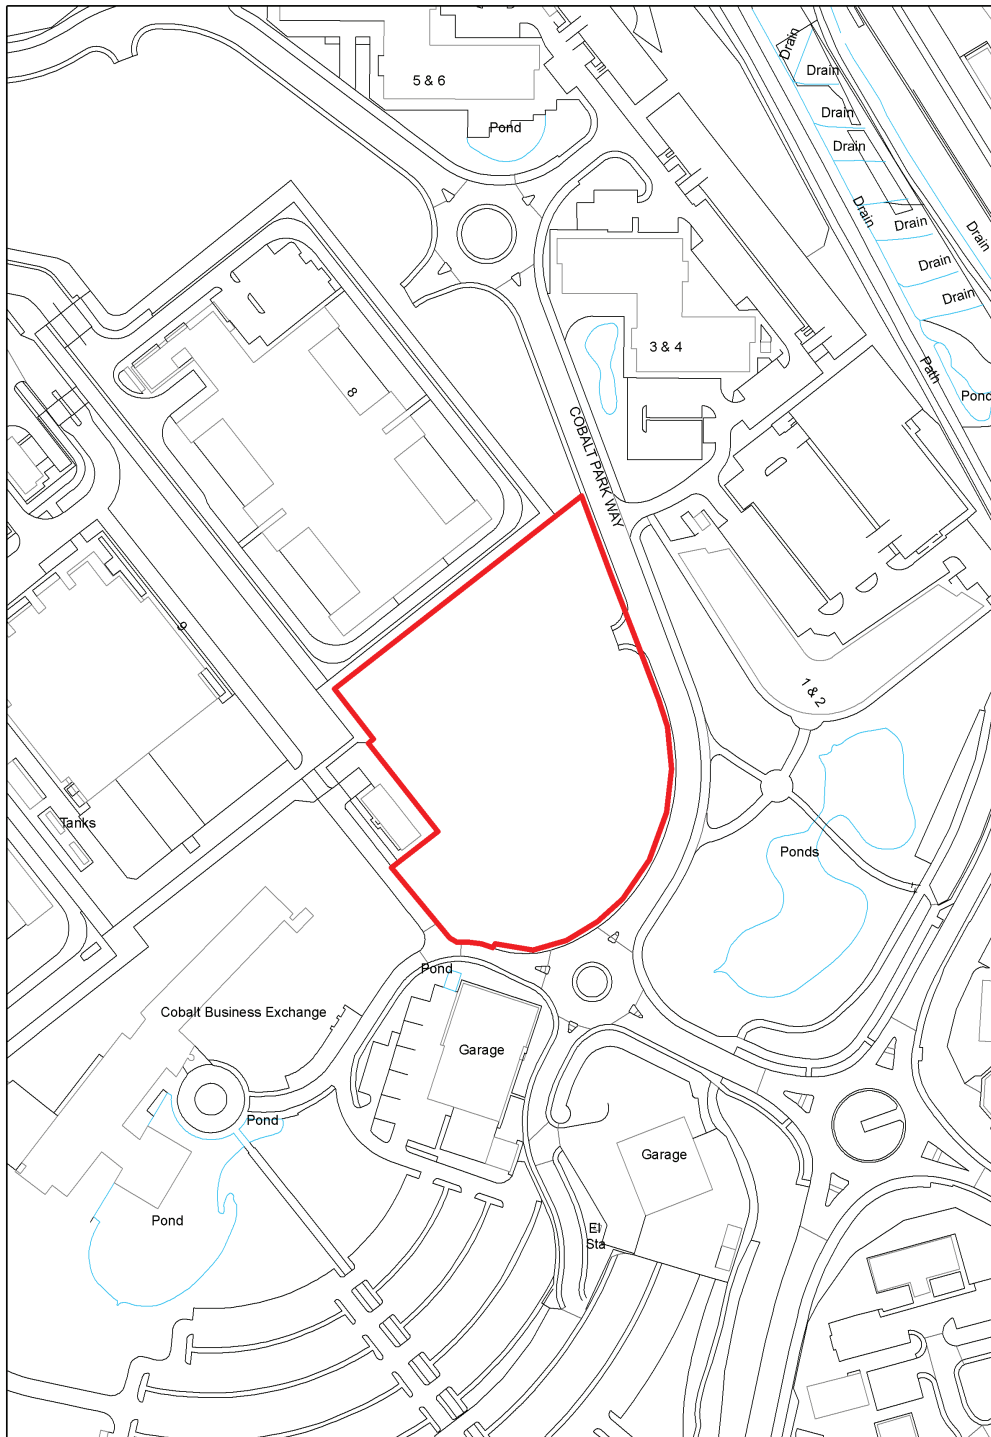 Drain
Drain
5 & 6
Drain
Pond
Drain
Drain
Drain
Drain
Drain
Drain
3 & 4
Path
8
Pond
COBALT PARK WAY
9
1 & 2
Tanks
Ponds
Pond
Cobalt Business Exchange
Garage
Pond
Garage
Pond
El
Sta